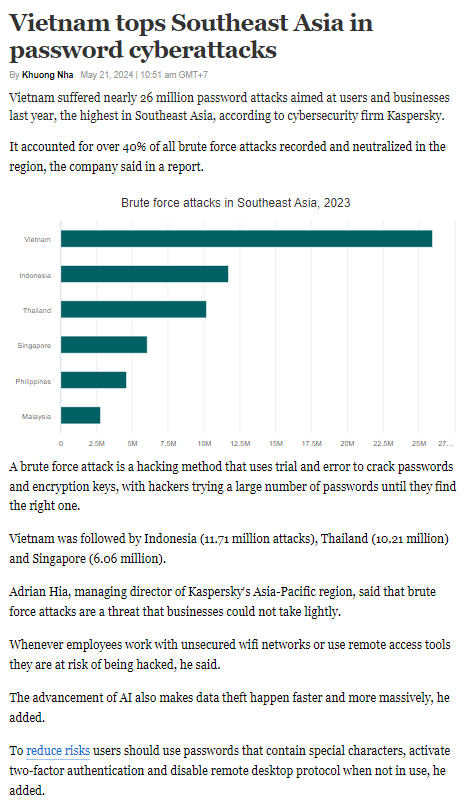 Vietnam tops Southeast Asia in
password cyberattacks
By Khuong Nha May 21, 2024 | 10:51 am GMT+7
Vietnam suffered nearly 26 million password attacks aimed at users and businesses
last year, the highest in Southeast Asia, according to cybersecurity firm Kaspersky.
It accounted for over 40% of all brute force attacks recorded and neutralized in the
region, the company said in a report.
Brute force attacks in Southeast Asia, 2023
Vietnam
Indonesia
Thailand
Singapore
Philippines
Malaysia
0 2.5M 5M 7.5M 10M 12.5M 15M 17.5M 20M 22.5M 25M 27...
A brute force attack is a hacking method that uses trial and error to crack passwords
and encryption keys, with hackers trying a large number of passwords until they find
the right one.
Vietnam was followed by Indonesia (11.71 million attacks), Thailand (10.21 million)
and Singapore (6.06 million).
Adrian Hia, managing director of Kaspersky's Asia-Pacific region, said that brute
force attacks are a threat that businesses could not take lightly.
Whenever employees work with unsecured wifi networks or use remote access tools
they are at risk of being hacked, he said.
The advancement of AI also makes data theft happen faster and more massively, he
added.
To reduce risks users should use passwords that contain special characters, activate
two-factor authentication and disable remote desktop protocol when not in use, he
added.